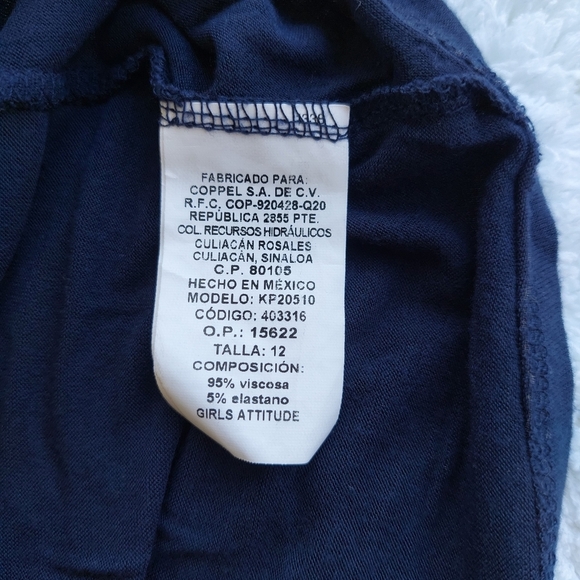 FABRICADO PARA:
COPPEL S.A. DE C.V.
R.F.C. COP-920428-Q20
REPÚBLICA 2855 PTE.
COL. RECURSOS HIDRÁULICOS
CULIACÁN ROSALES
CULIACÁN, SINALOA
C.P. 80105
HECHO EN MÉXICO
MODELO: KP20510
CÓDIGO: 403316
O.P.: 15622
TALLA: 12
COMPOSICIÓN:
95% viscosa
5% elastano
GIRLS ATTITUDE